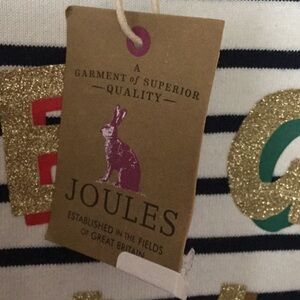 A
GARMENT of SUPERIOR
QUALITY
JOULES
ESTABLISHED IN THE FIELDS
OF GREAT BRITAIN